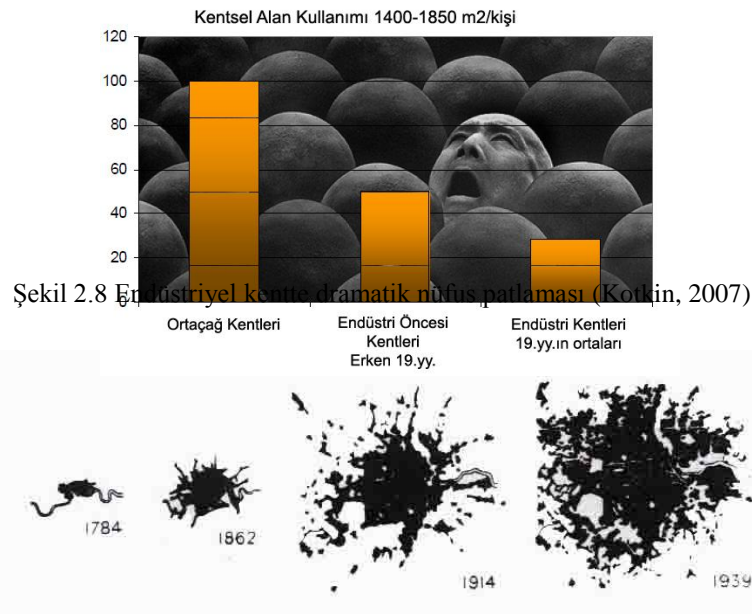 Kentsel Alan Kullanımı 1400-1850 m2/kişi
120
100
80
60
40
20
0
Şekil 2.8 Endüstriyel kentte dramatik nüfus patlaması (Kotkin, 2007)
Ortaçağ Kentleri
Endüstri Öncesi
Kentleri
Erken 19.yy.
Endüstri Kentleri
19.yy.ın ortaları
1784
1862
1914
1939